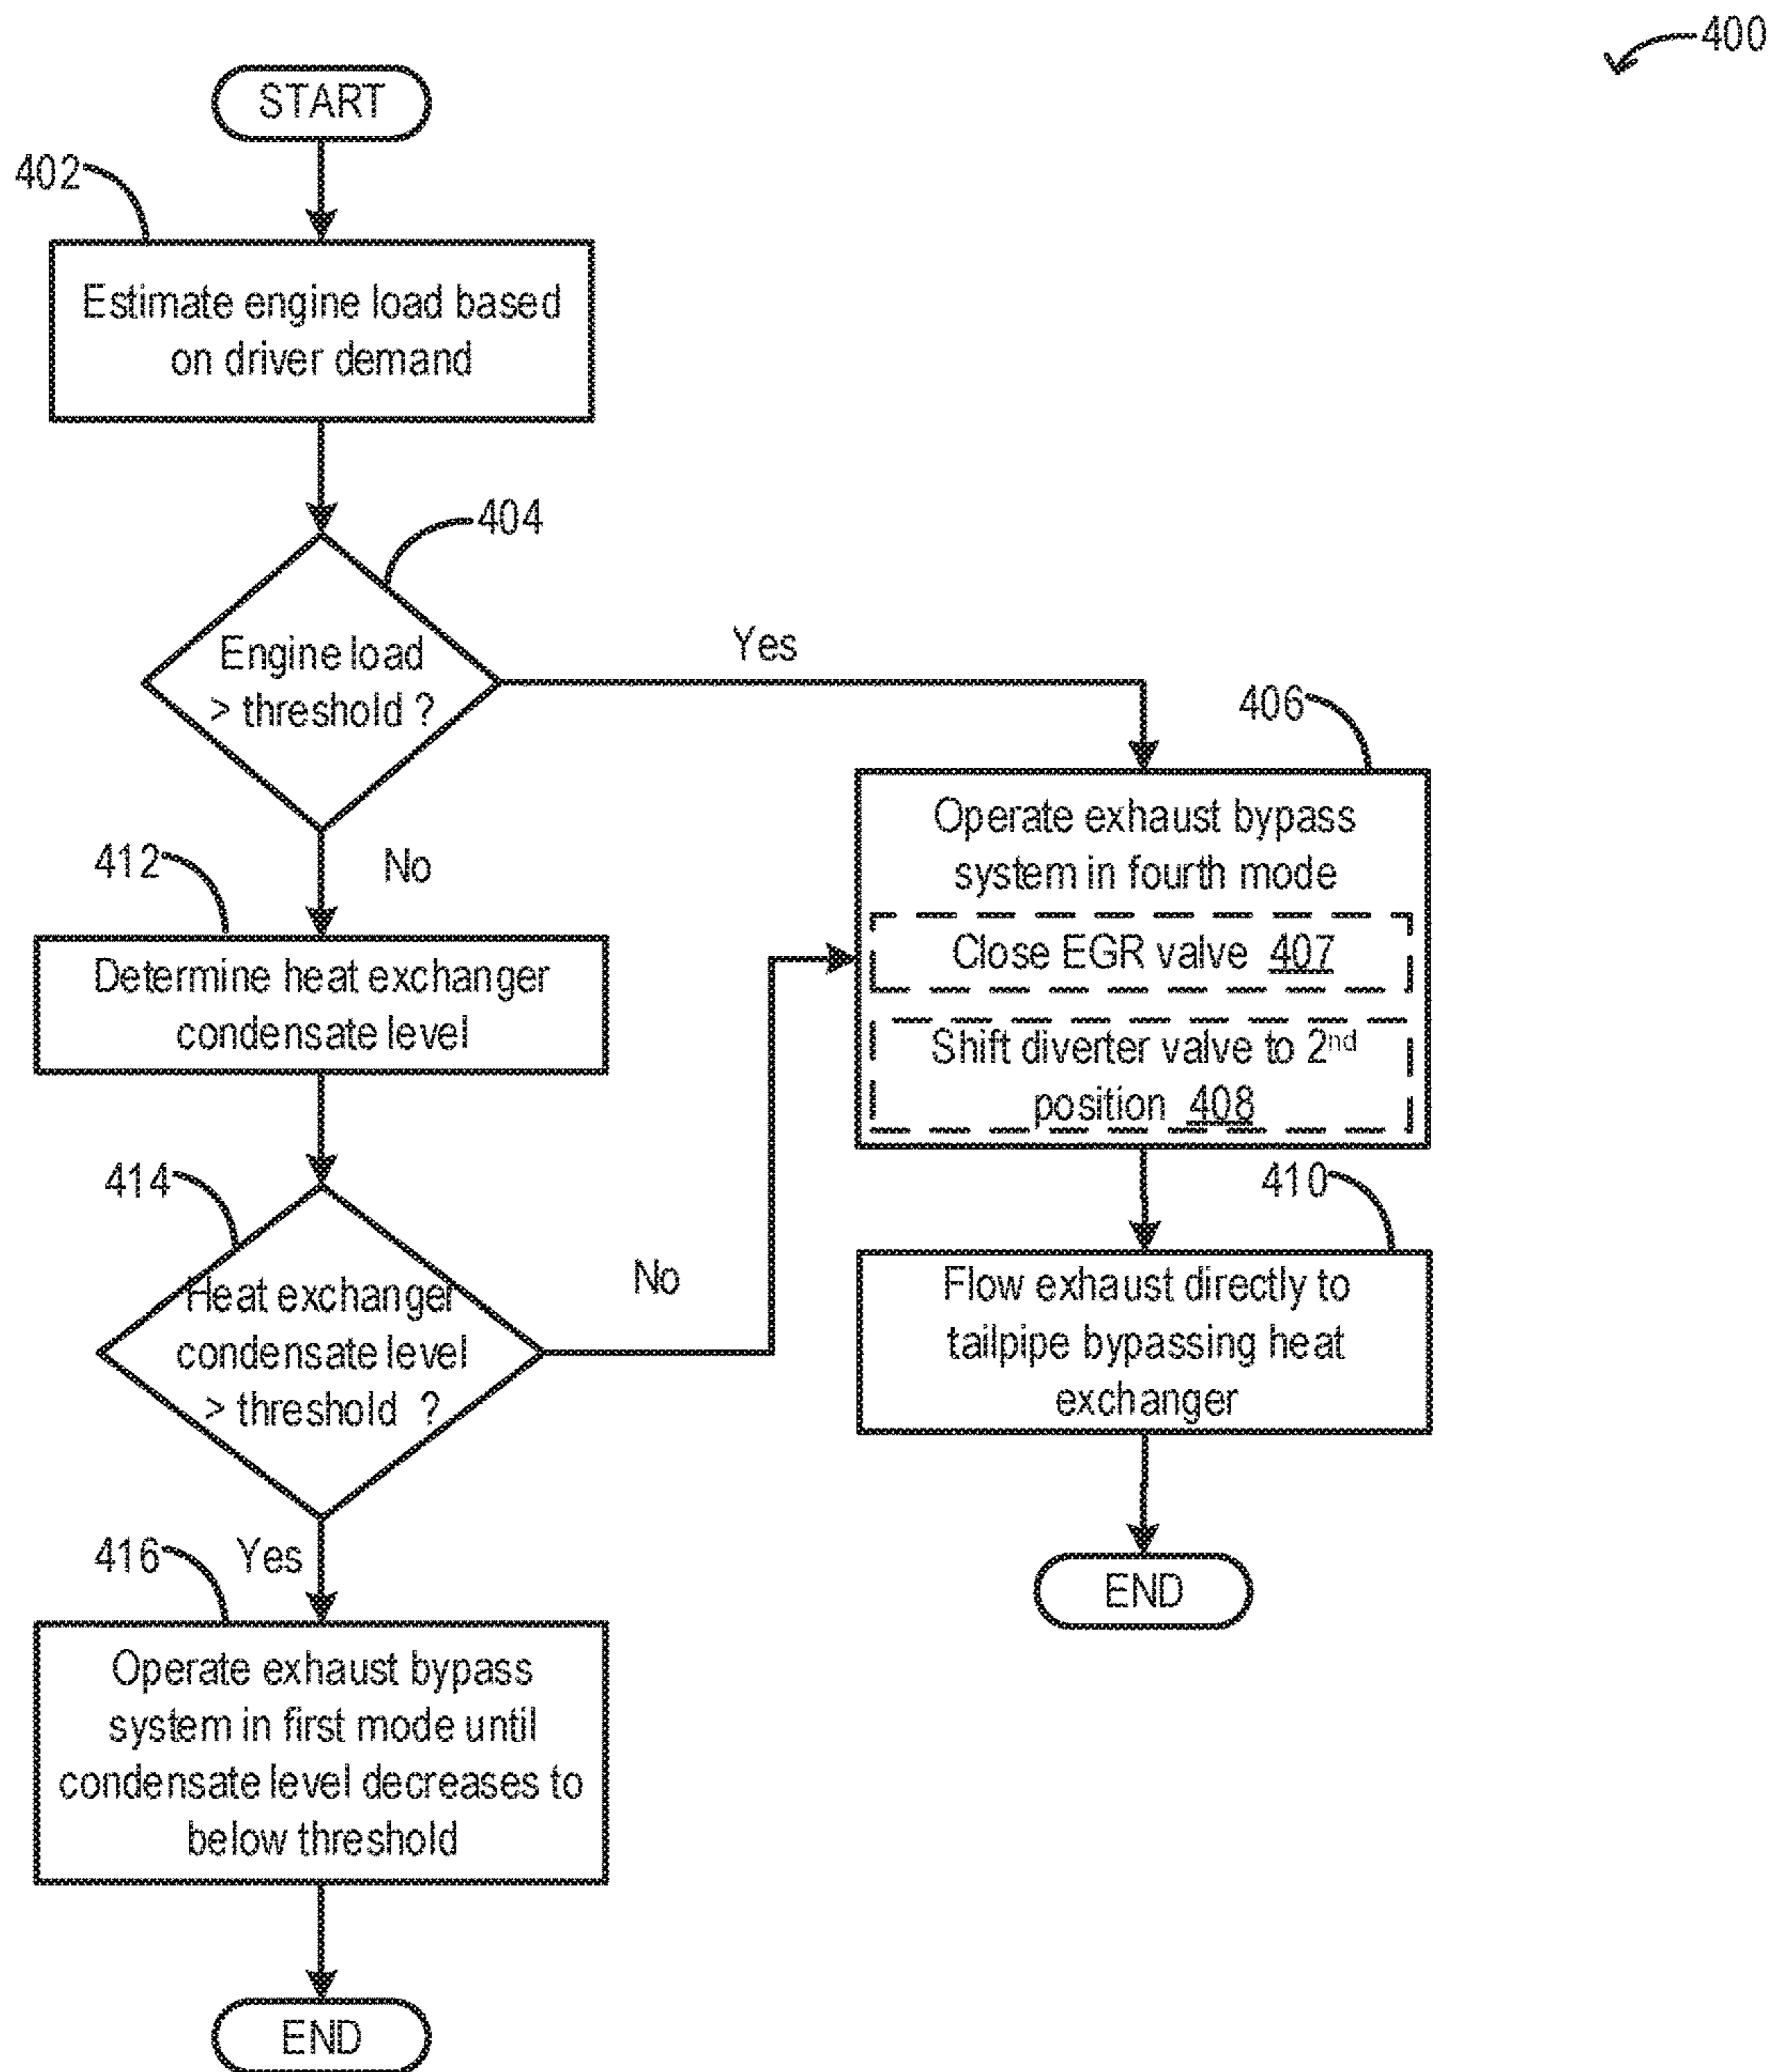 400
START
402
Estimate engine load based
on driver demand
404
Engine load
> threshold ?
Yes
No
406
Operate exhaust bypass
system in fourth mode
Close EGR valve 407
Shift diverter valve to 2nd
position 408
412
Determine heat exchanger
condensate level
414
Heat exchanger
condensate level
> threshold ?
No
Yes
410
Flow exhaust directly to
tailpipe bypassing heat
exchanger
END
416
Operate exhaust bypass
system in first mode until
condensate level decreases to
below threshold
END